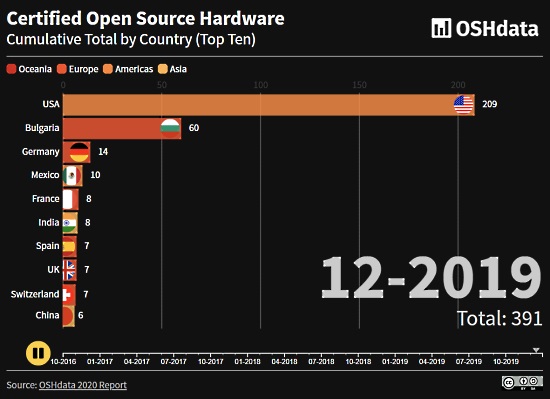 Certified Open Source Hardware
Cumulative Total by Country (Top Ten)
OSHdata
Oceania Europe Americas Asia
0 50 100 150 200
USA 209
Bulgaria 60
Germany 14
Mexico 10
France 8
India 8
Spain 7
UK 7
Switzerland 7
China 6
12-2019
Total: 391
10-2016 01-2017 04-2017 07-2017 10-2017 01-2018 04-2018 07-2018 10-2018 01-2019 04-2019 07-2019 10-2019
Source: OSHdata 2020 Report
cc BY SA